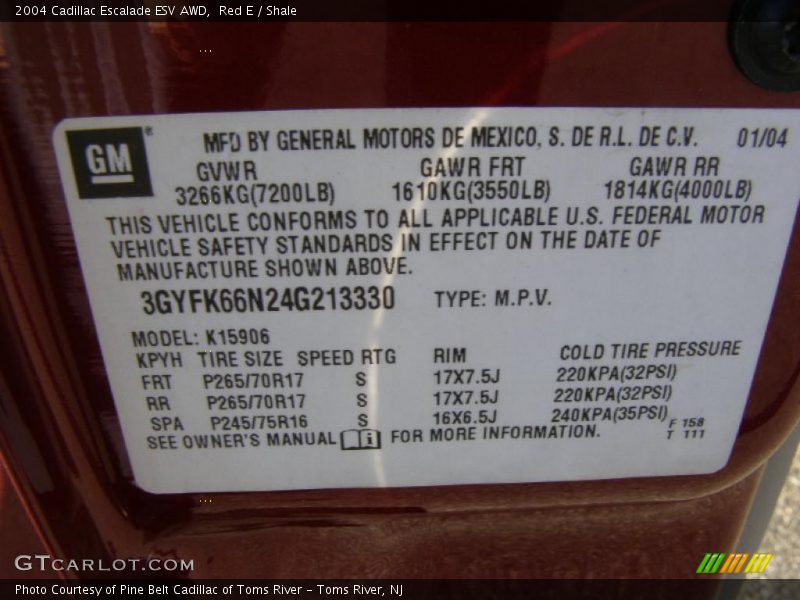 2004 Cadillac Escalade ESV AWD, Red E / Shale
GM
MFD BY GENERAL MOTORS DE MEXICO, S. DE R.L. DE C.V. 01/04
GVWR GAWR FRT GAWR RR
3266KG(7200LB) 1610KG(3550LB) 1814KG(4000LB)
THIS VEHICLE CONFORMS TO ALL APPLICABLE U.S. FEDERAL MOTOR
VEHICLE SAFETY STANDARDS IN EFFECT ON THE DATE OF
MANUFACTURE SHOWN ABOVE.
3GYFK66N24G213330 TYPE: M.P.V.
MODEL: K15906
KPYH TIRE SIZE SPEED RTG RIM COLD TIRE PRESSURE
FRT P265/70R17 S 17X7.5J 220KPA(32PSI)
RR P265/70R17 S 17X7.5J 220KPA(32PSI)
SPA P245/75R16 S 16X6.5J 240KPA(35PSI)
SEE OWNER'S MANUAL FOR MORE INFORMATION.
F 158
T 111
GTCARLOT.COM
Photo Courtesy of Pine Belt Cadillac of Toms River – Toms River, NJ